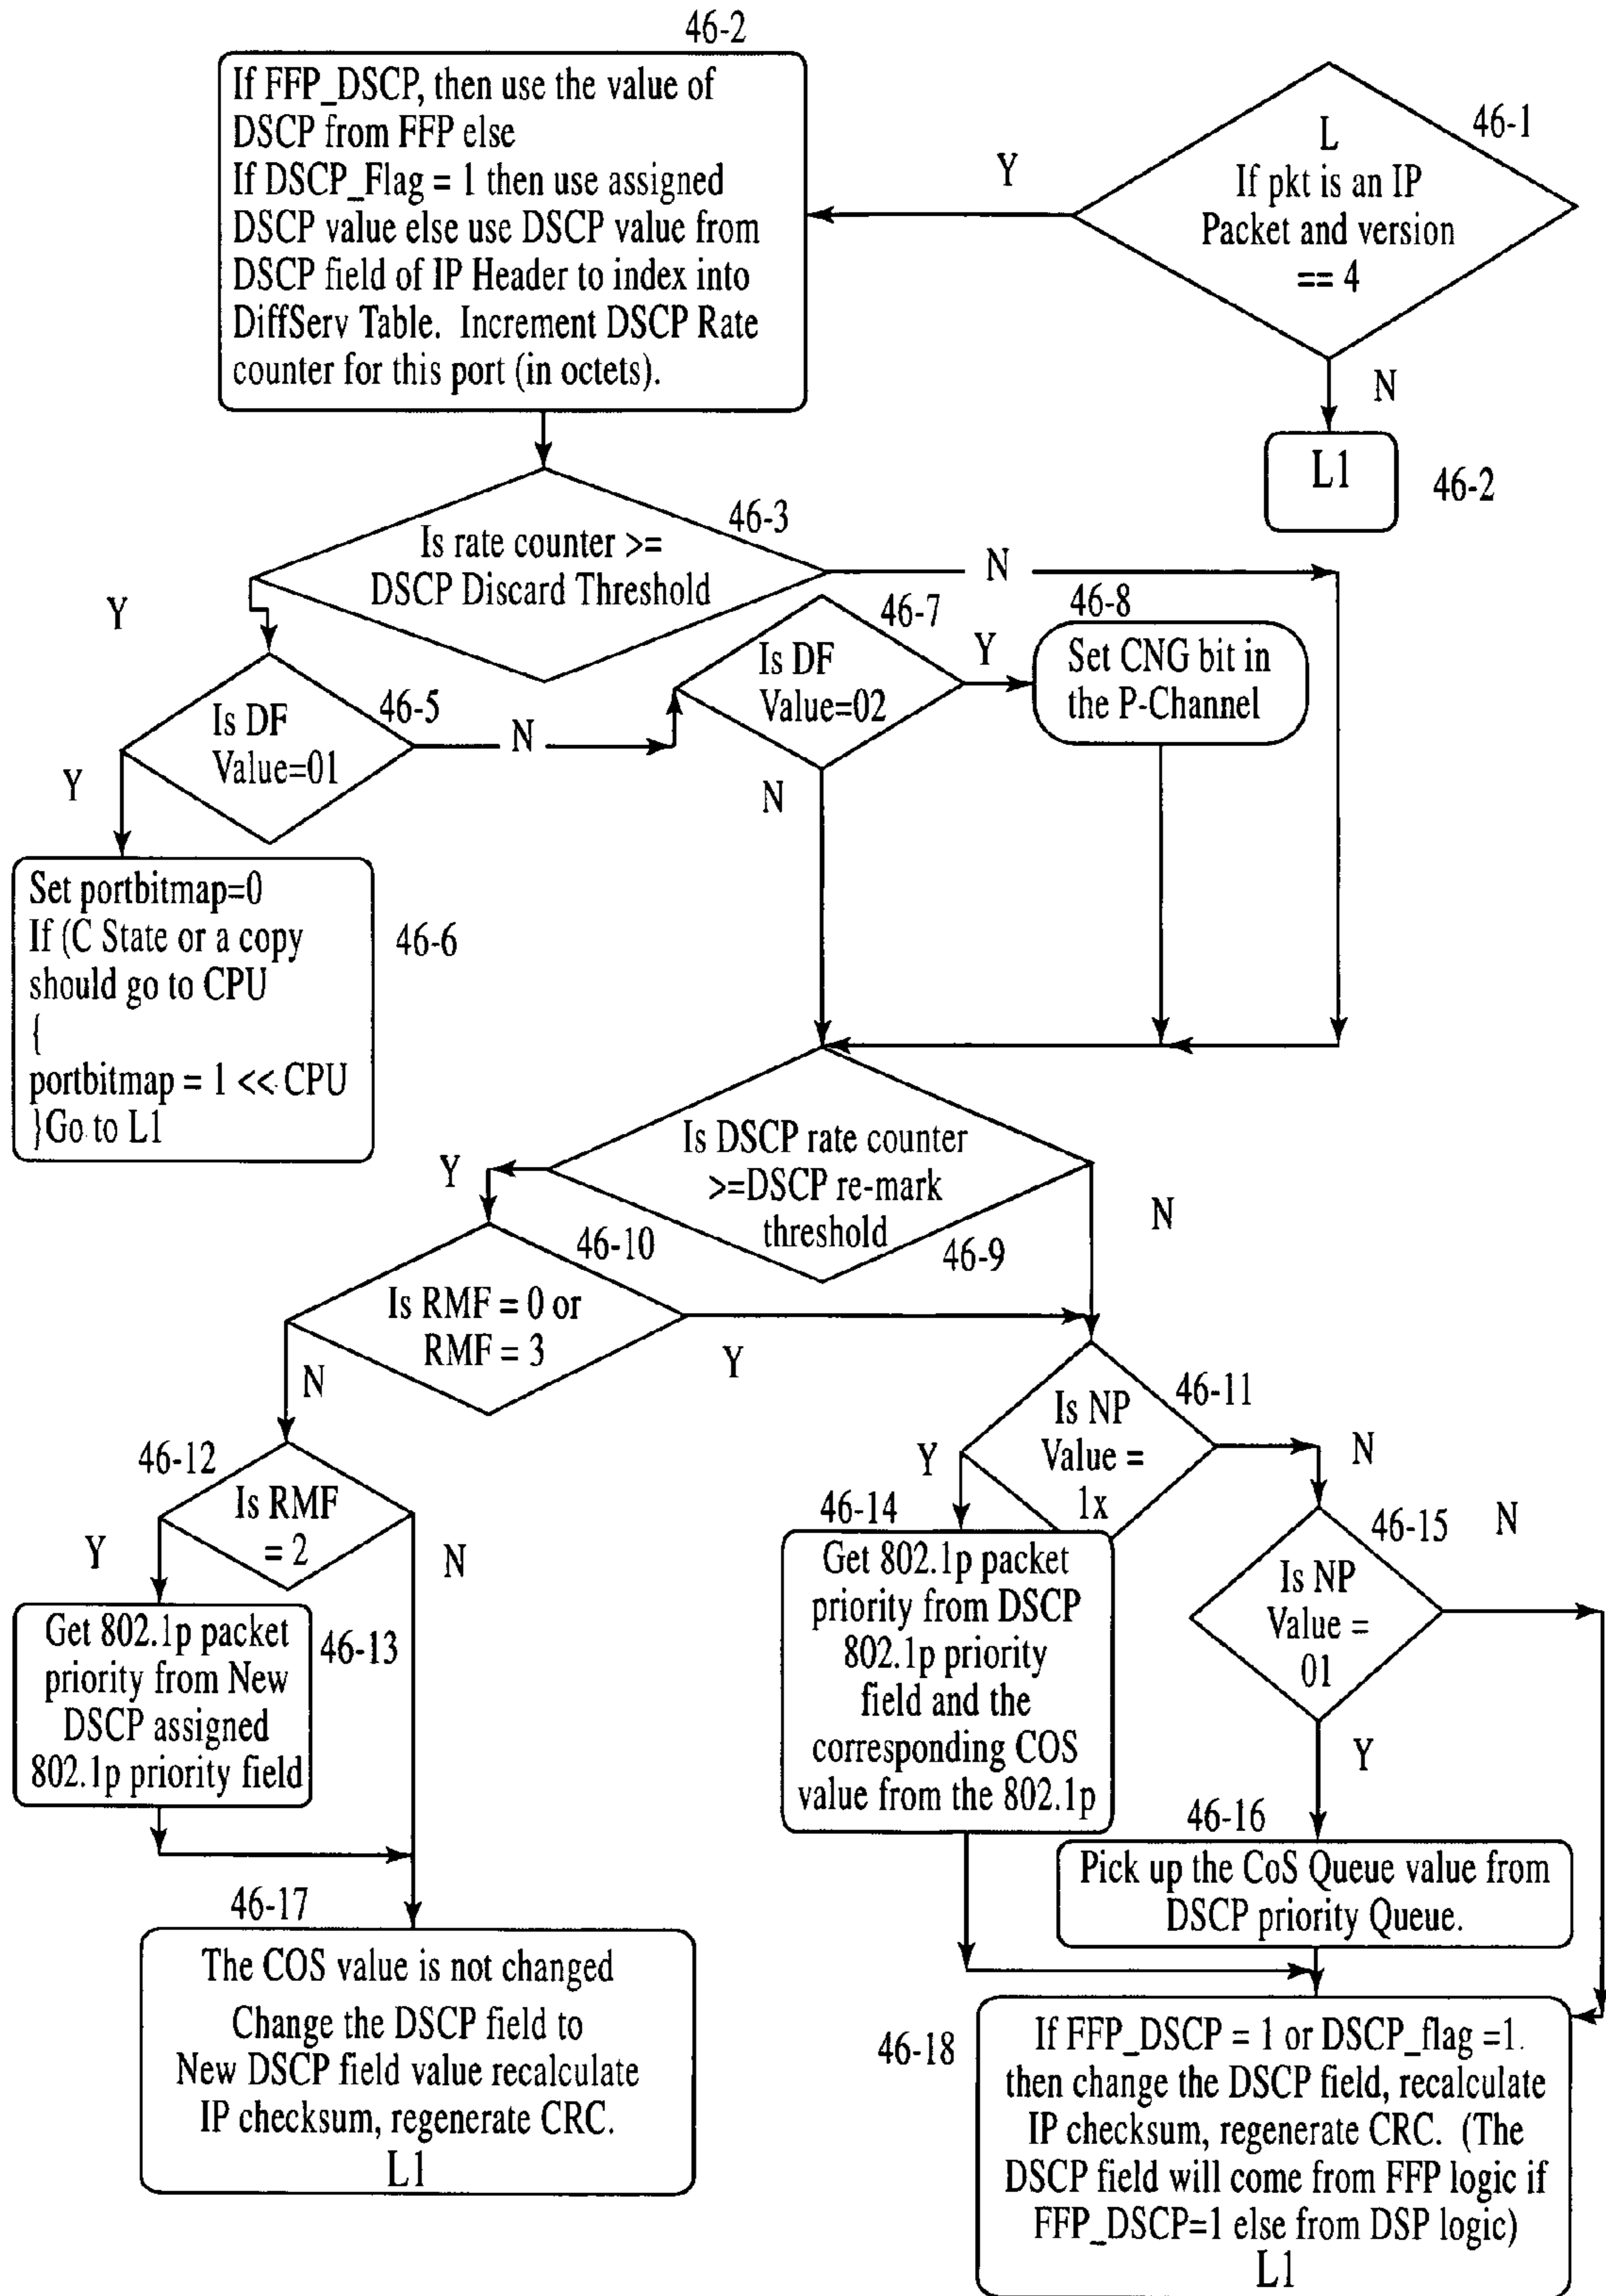 46-2
If FFP_DSCP, then use the value of
DSCP from FFP else
If DSCP_Flag = 1 then use assigned
DSCP value else use DSCP value from
DSCP field of IP Header to index into
DiffServ Table. Increment DSCP Rate
counter for this port (in octets).
46-1
L
If pkt is an IP
Packet and version
== 4
Y
N
L1
46-2
46-3
Is rate counter >=
DSCP Discard Threshold
N
Y
46-7
Is DF
Value=02
Y
46-8
Set CNG bit in
the P-Channel
46-5
Is DF
Value=01
N
Y
N
Set portbitmap=0
If (C State or a copy
should go to CPU
{
portbitmap = 1 << CPU
}Go to L1
46-6
Is DSCP rate counter
>=DSCP re-mark
threshold
46-9
Y
N
46-10
Is RMF = 0 or
RMF = 3
N
Y
46-11
Is NP
Value =
1x
Y
N
46-12
Is RMF
= 2
Y
N
46-14
Get 802.1p packet
priority from DSCP
802.1p priority
field and the
corresponding COS
value from the 802.1p
46-15
N
Is NP
Value =
01
Y
Get 802.1p packet
priority from New
DSCP assigned
802.1p priority field
46-13
46-16
Pick up the CoS Queue value from
DSCP priority Queue.
46-17
The COS value is not changed
Change the DSCP field to
New DSCP field value recalculate
IP checksum, regenerate CRC.
L1
46-18
If FFP_DSCP = 1 or DSCP_flag =1.
then change the DSCP field, recalculate
IP checksum, regenerate CRC. (The
DSCP field will come from FFP logic if
FFP_DSCP=1 else from DSP logic)
L1